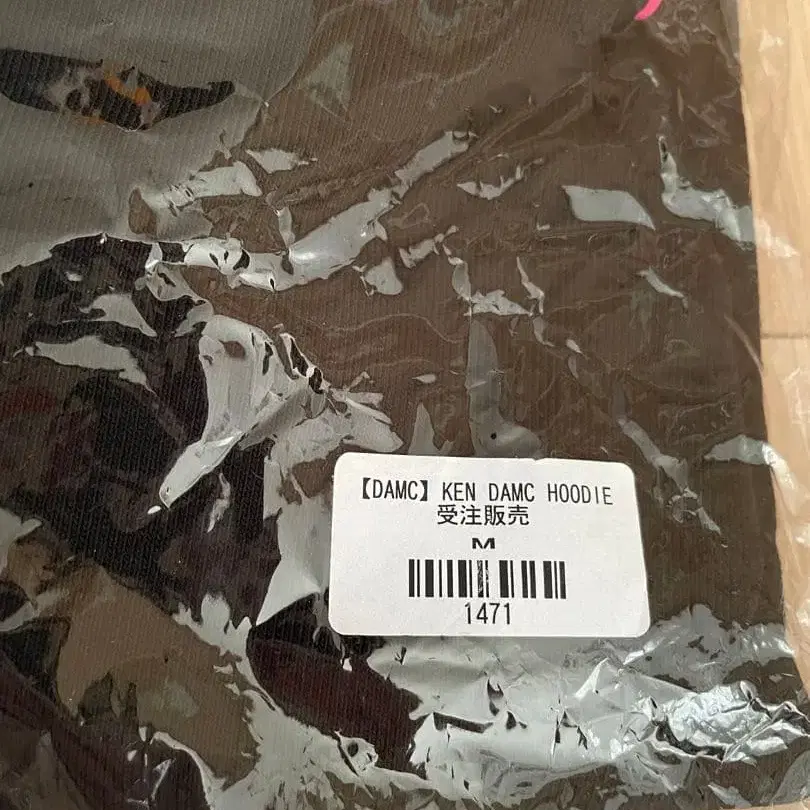 【DAMC】 KEN DAMC HOODIE
受注販売
M
1471